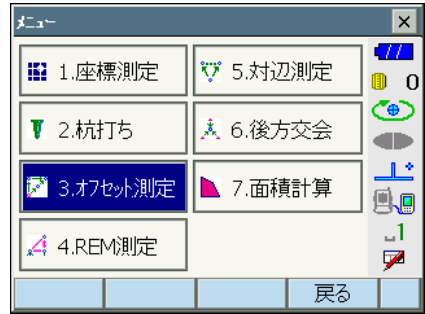 メニュー
1.座標測定
2.杭打ち
3.オフセット測定
4.REM測定
5.対辺測定
6.後方交会
7.面積計算
0
1
戻る